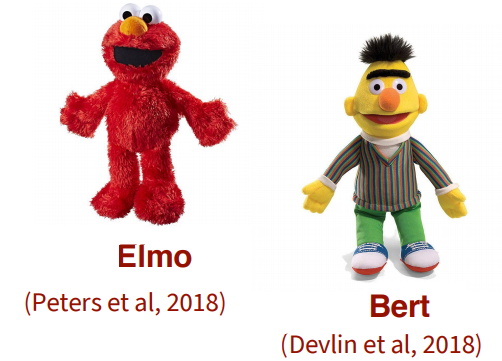 Elmo
(Peters et al, 2018)
Bert
(Devlin et al, 2018)